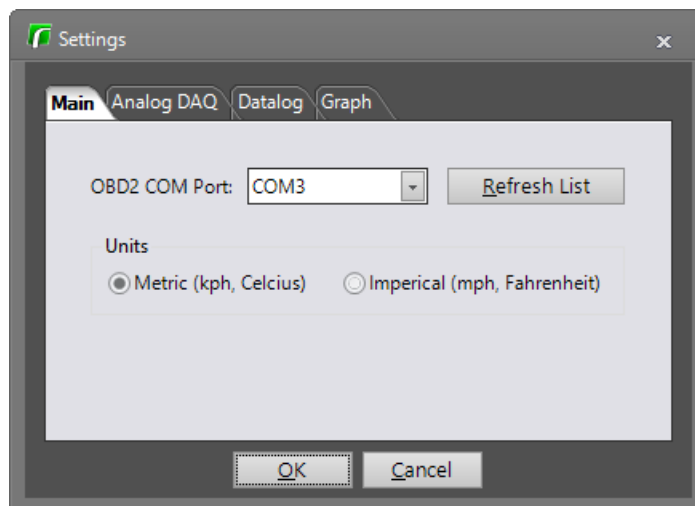 Settings
Main Analog DAQ Datalog Graph
OBD2 COM Port: COM3 Refresh List
Units
Metric (kph, Celcius) Imperical (mph, Fahrenheit)
OK Cancel